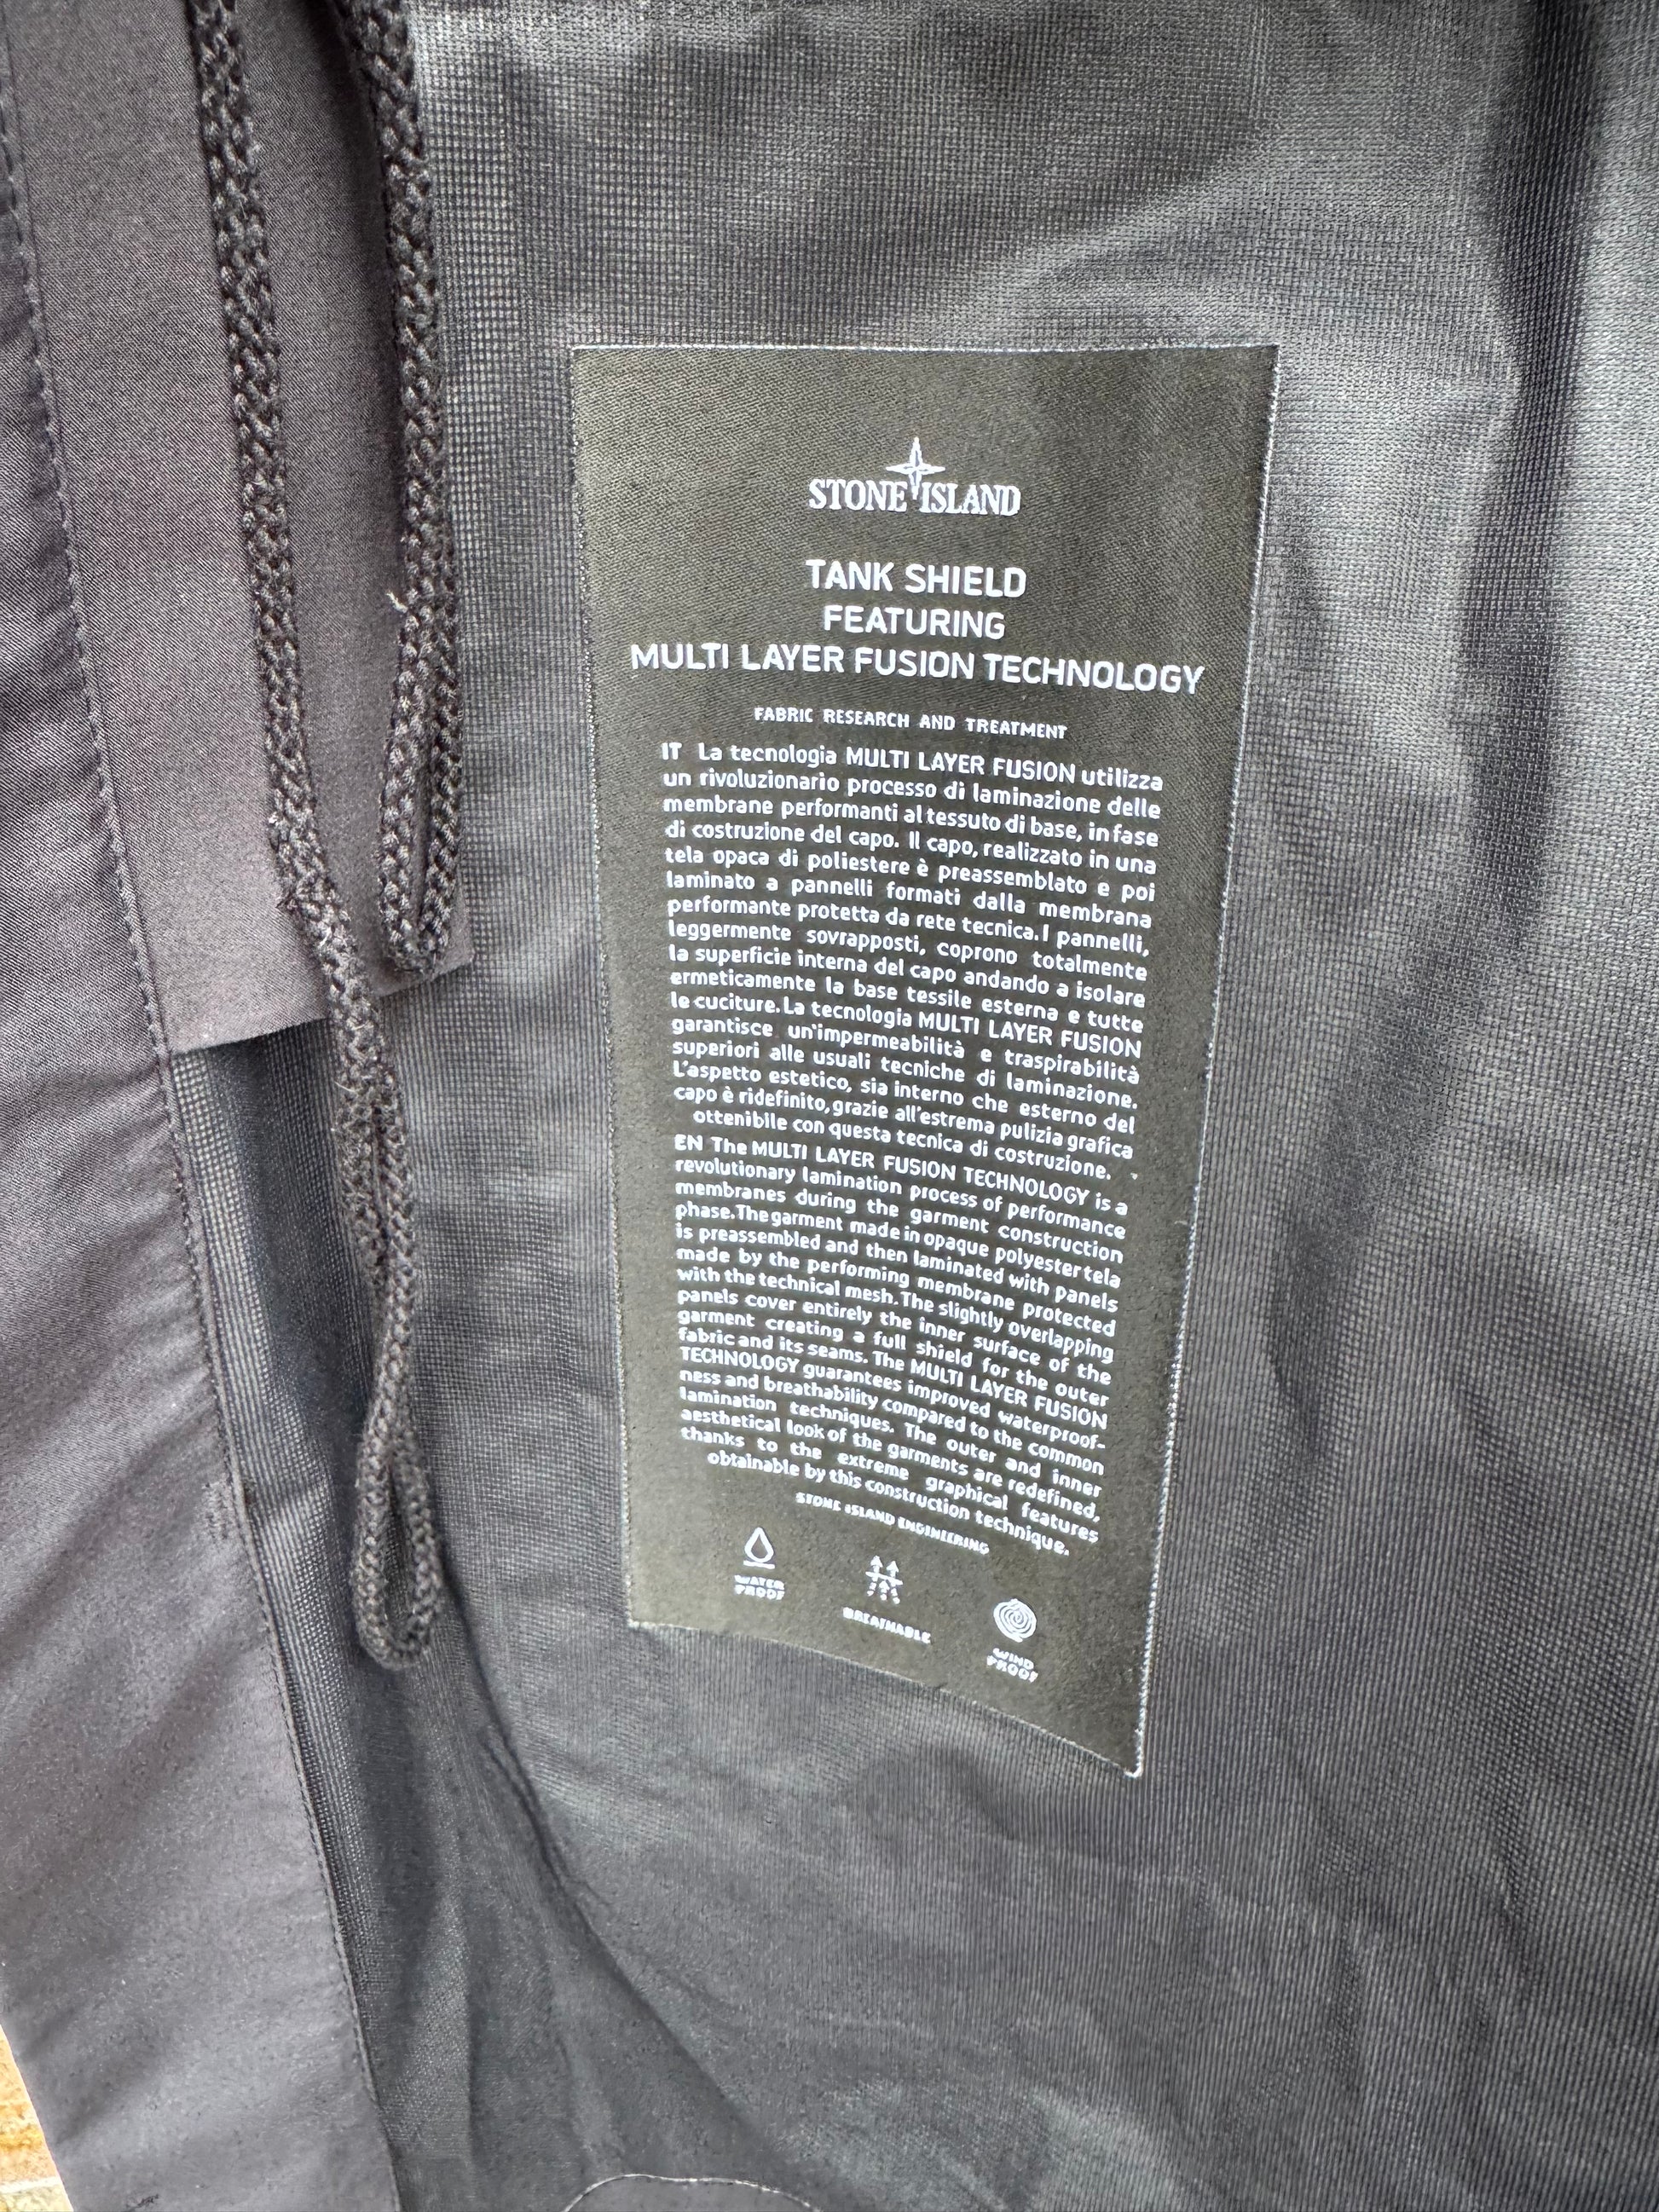 STONE ISLAND
TANK SHIELD
FEATURING
MULTI LAYER FUSION TECHNOLOGY
FABRIC RESEARCH AND TREATMENT
IT La tecnologia MULTI LAYER FUSION utilizza
un rivoluzionario processo di laminazione delle
membrane performanti al tessuto di base, in fase
di costruzione del capo. Il capo, realizzato in una
tela opaca di poliestere è preassemblato e poi
laminato a pannelli formati dalla membrana
performante protetta da rete tecnica. I pannelli,
leggermente sovrapposti, coprono totalmente
la superficie interna del capo andando a isolare
ermeticamente la base tessile esterna e tutte
le cuciture. La tecnologia MULTI LAYER FUSION
garantisce un'impermeabilità e traspirabilità
superiori alle usuali tecniche di laminazione.
L'aspetto estetico, sia interno che esterno del
capo è ridefinito, grazie all'estrema pulizia grafica
ottenibile con questa tecnica di costruzione.
EN The MULTI LAYER FUSION TECHNOLOGY is a
revolutionary lamination process of performance
membranes during the garment construction
phase. The garment made in opaque polyester tela
is preassembled and then laminated with panels
made by the performing membrane protected
with the technical mesh. The slightly overlapping
panels cover entirely the inner surface of the
garment creating a full shield for the outer
fabric and its seams. The MULTI LAYER FUSION
TECHNOLOGY guarantees improved waterproof-
ness and breathability compared to the common
lamination techniques. The outer and inner
aesthetical look of the garments are redefined,
thanks to the extreme graphical features
obtainable by this construction technique.
STONE ISLAND ENGINEERING
WATER
PROOF
BREATHABLE
WIND
PROOF